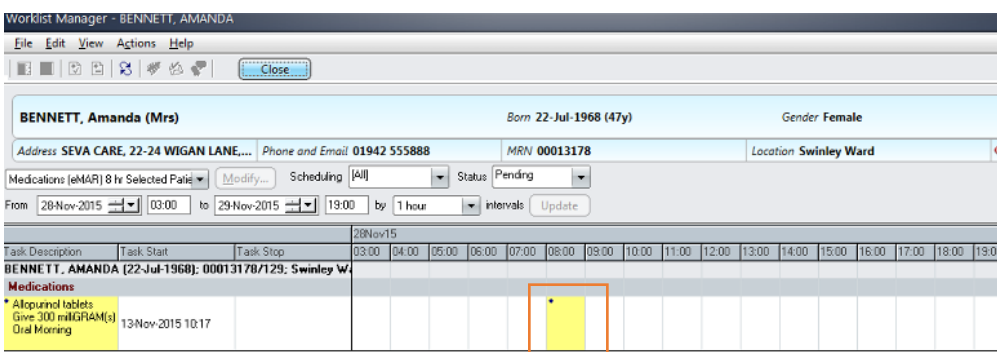 Worklist Manager - BENNETT, AMANDA
File Edit View Actions Help
Close
BENNETT, Amanda (Mrs) Born 22-Jul-1968 (47y) Gender Female
Address SEVA CARE, 22-24 WIGAN LANE,... Phone and Email 01942 555888 MRN 00013178 Location Swinley Ward
Medications (eMAR) 8 hr Selected Patie Modify... Scheduling [All] Status Pending
From 28-Nov-2015 03:00 to 29-Nov-2015 19:00 by 1 hour intervals Update
28Nov15
Task Description Task Start Task Stop 03:00 04:00 05:00 06:00 07:00 08:00 09:00 10:00 11:00 12:00 13:00 14:00 15:00 16:00 17:00 18:00 19:0
BENNETT, AMANDA (22-Jul-1968); 00013178/129; Swinley Wa
Medications
Allopurinol tablets
Give 300 milliGRAM(s) 13-Nov-2015 10:17
Oral Morning